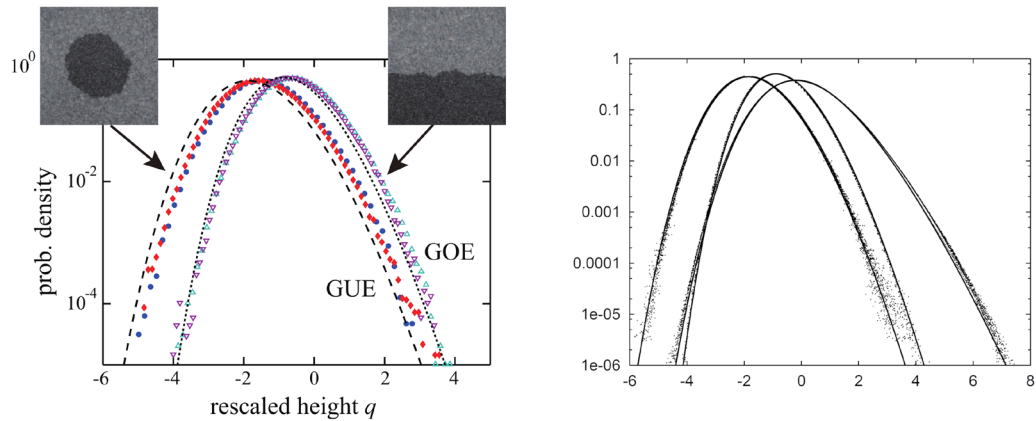 10^0
10^-2
10^-4
prob. density
GUE
GOE
-6 -4 -2 0 2 4
rescaled height q
1
0.1
0.01
0.001
0.0001
1e-05
1e-06
-6 -4 -2 0 2 4 6 8